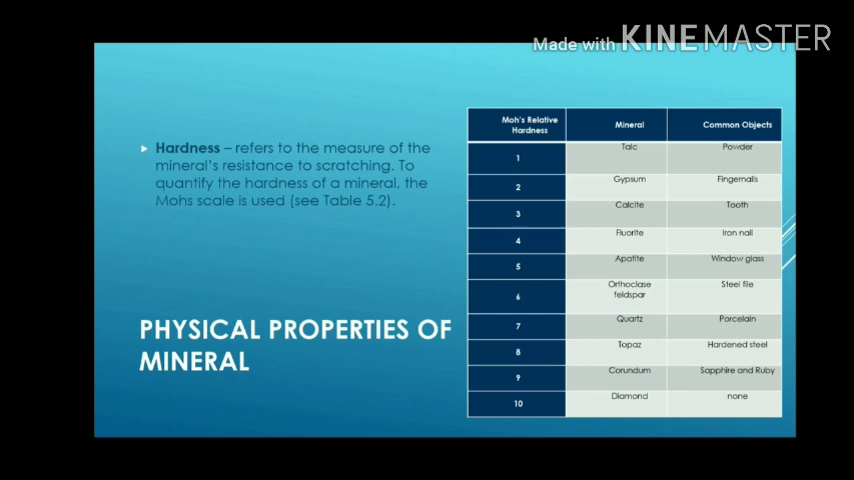 Made with KINEMASTER
Hardness – refers to the measure of the
mineral's resistance to scratching. To
quantify the hardness of a mineral, the
Mohs scale is used (see Table 5.2).
PHYSICAL PROPERTIES OF
MINERAL
Moh's Relative Hardness Mineral Common Objects
1 Talc Powder
2 Gypsum Fingernails
3 Calcite Tooth
4 Fluorite Iron nail
5 Apatite Window glass
6 Orthoclase feldspar Steel file
7 Quartz Porcelain
8 Topaz Hardened steel
9 Corundum Sapphire and Ruby
10 Diamond none